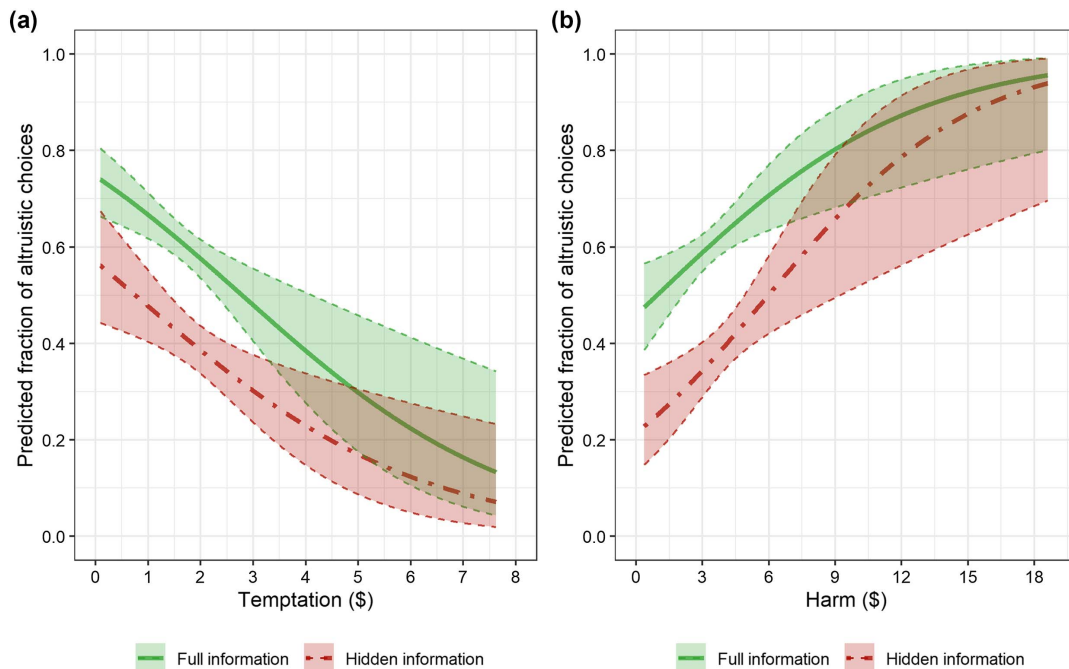 (a)
Predicted fraction of altruistic choices
1.0
0.8
0.6
0.4
0.2
0.0
0 1 2 3 4 5 6 7 8
Temptation ($)
Full information Hidden information
(b)
Predicted fraction of altruistic choices
1.0
0.8
0.6
0.4
0.2
0.0
0 3 6 9 12 15 18
Harm ($)
Full information Hidden information